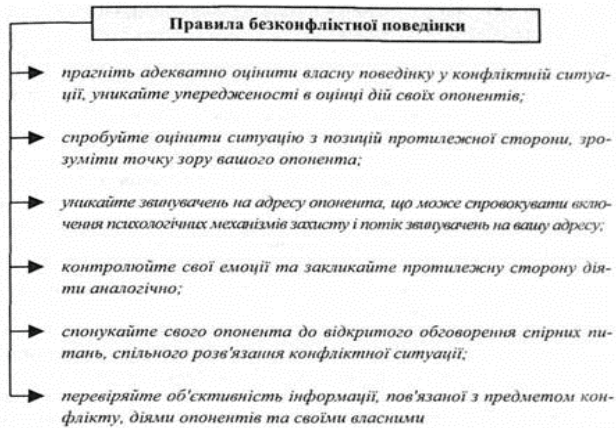 Правила безконфліктної поведінки
прагніть адекватно оцінити власну поведінку у конфліктній ситуа-
ції, уникайте упередженості в оцінці дій своїх опонентів;
спробуйте оцінити ситуацію з позицій протилежної сторони, зро-
зуміти точку зору вашого опонента;
уникайте звинувачень на адресу опонента, що може спровокувати вклю-
чення психологічних механізмів захисту і потік звинувачень на вашу адресу;
контролюйте свої емоції та закликайте протилежну сторону дія-
ти аналогічно;
спонукайте свого опонента до відкритого обговорення спірних пи-
тань, спільного розв'язання конфліктної ситуації;
перевіряйте об'єктивність інформації, пов'язаної з предметом кон-
флікту, діями опонентів та своїми власними